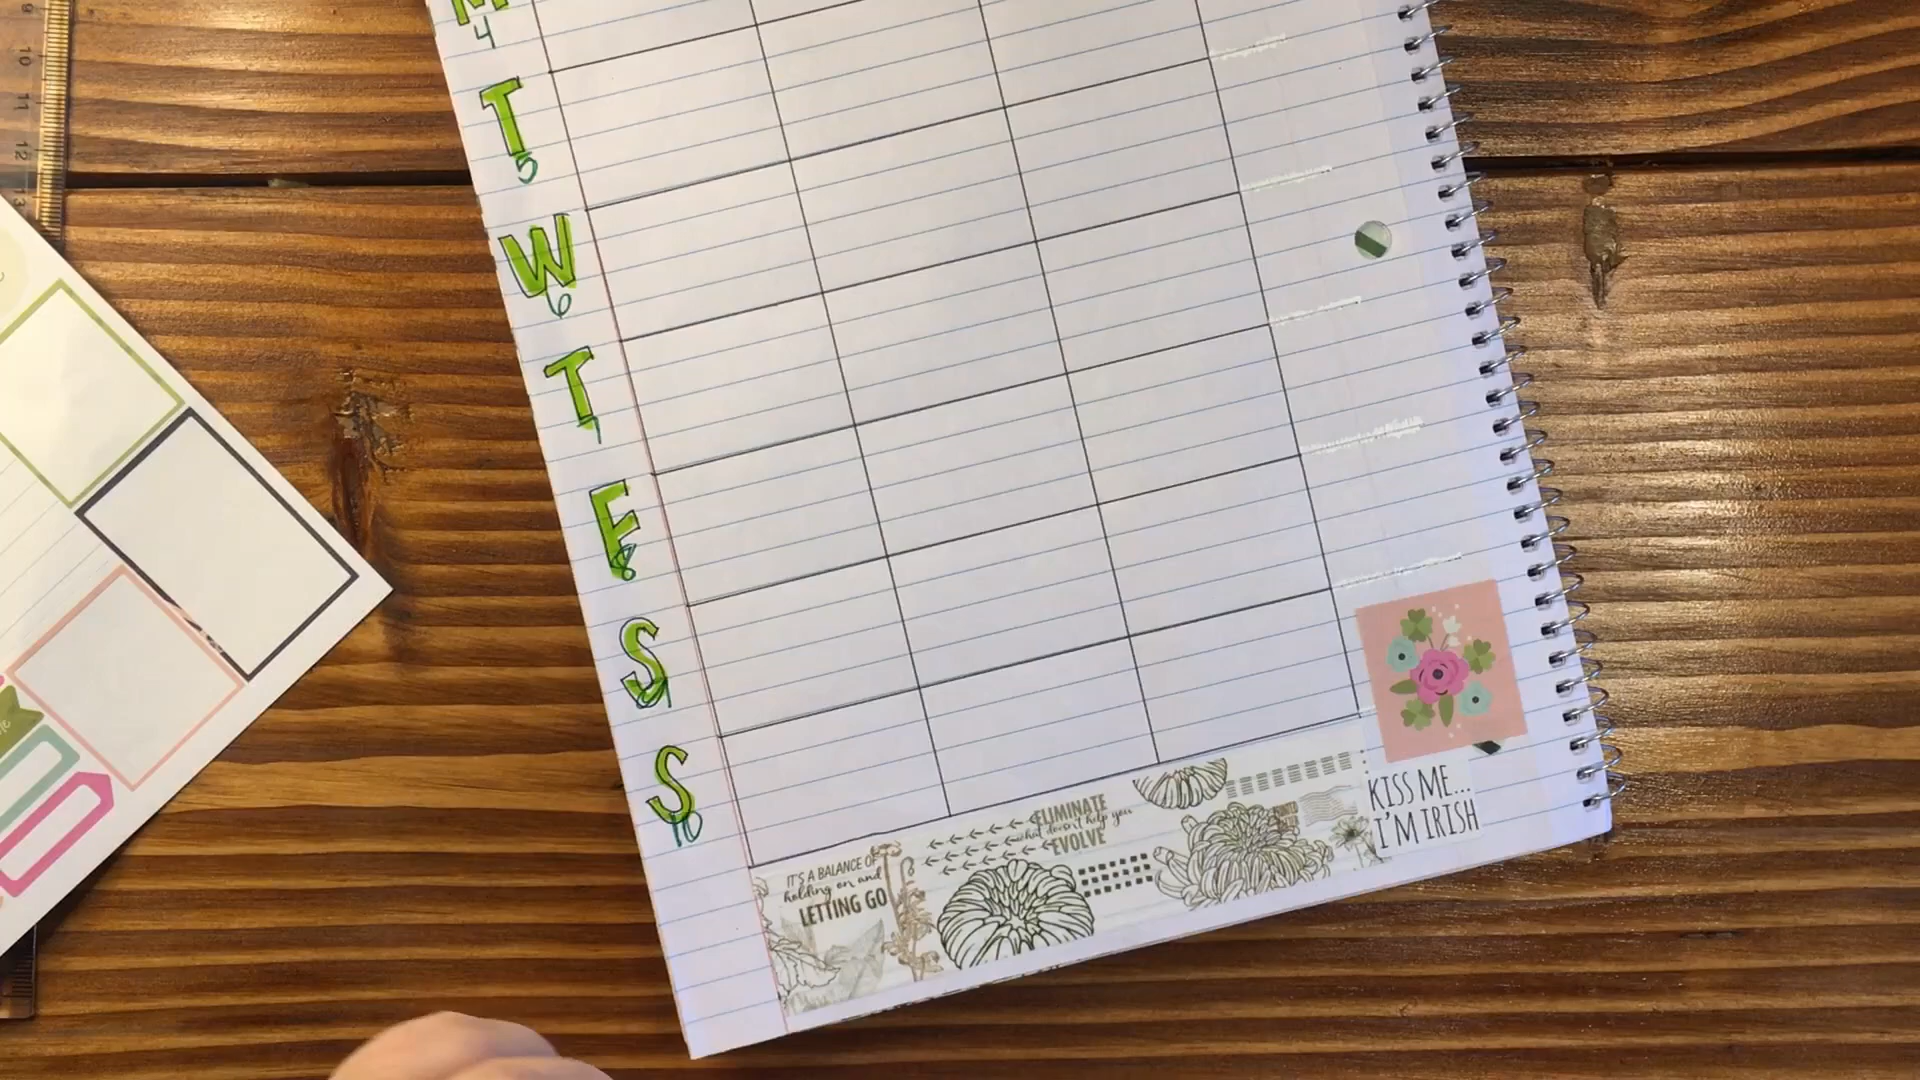 M
4
T
5
W
6
T
7
F
8
S
9
S
10
IT'S A BALANCE OF
holding on and
LETTING GO
ELIMINATE
what doesn't help you
EVOLVE
KISS ME...
I'M IRISH
10
11
12
13